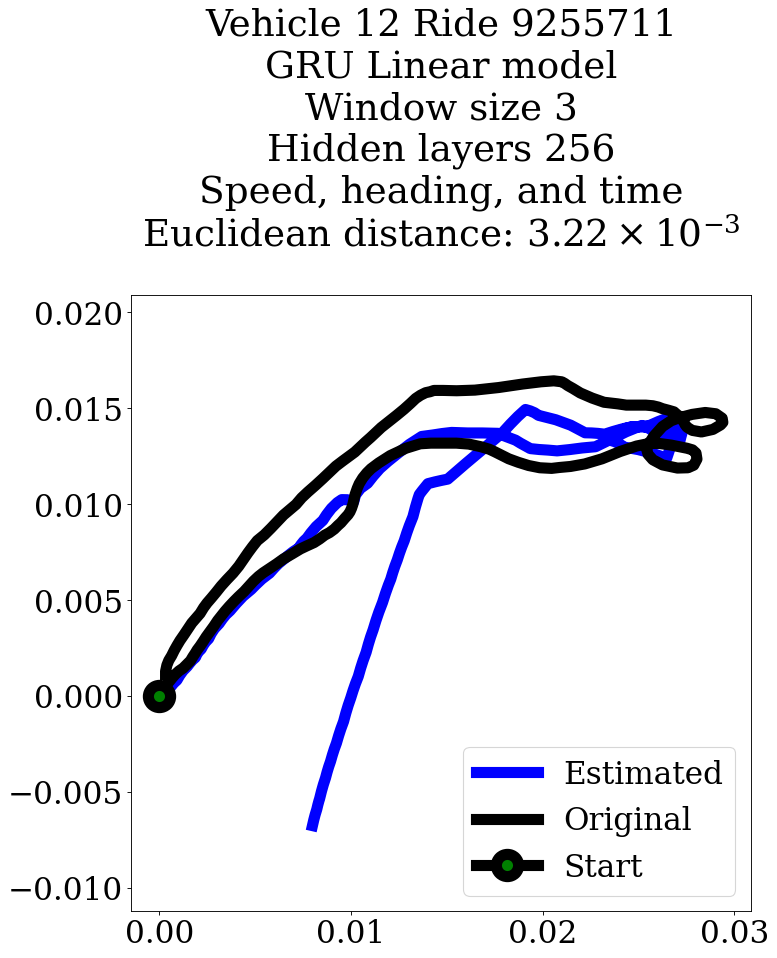 Vehicle 12 Ride 9255711
GRU Linear model
Window size 3
Hidden layers 256
Speed, heading, and time
Euclidean distance: 3.22 × 10⁻³
0.020
0.015
0.010
0.005
0.000
−0.005
−0.010
Estimated
Original
Start
0.00 0.01 0.02 0.03